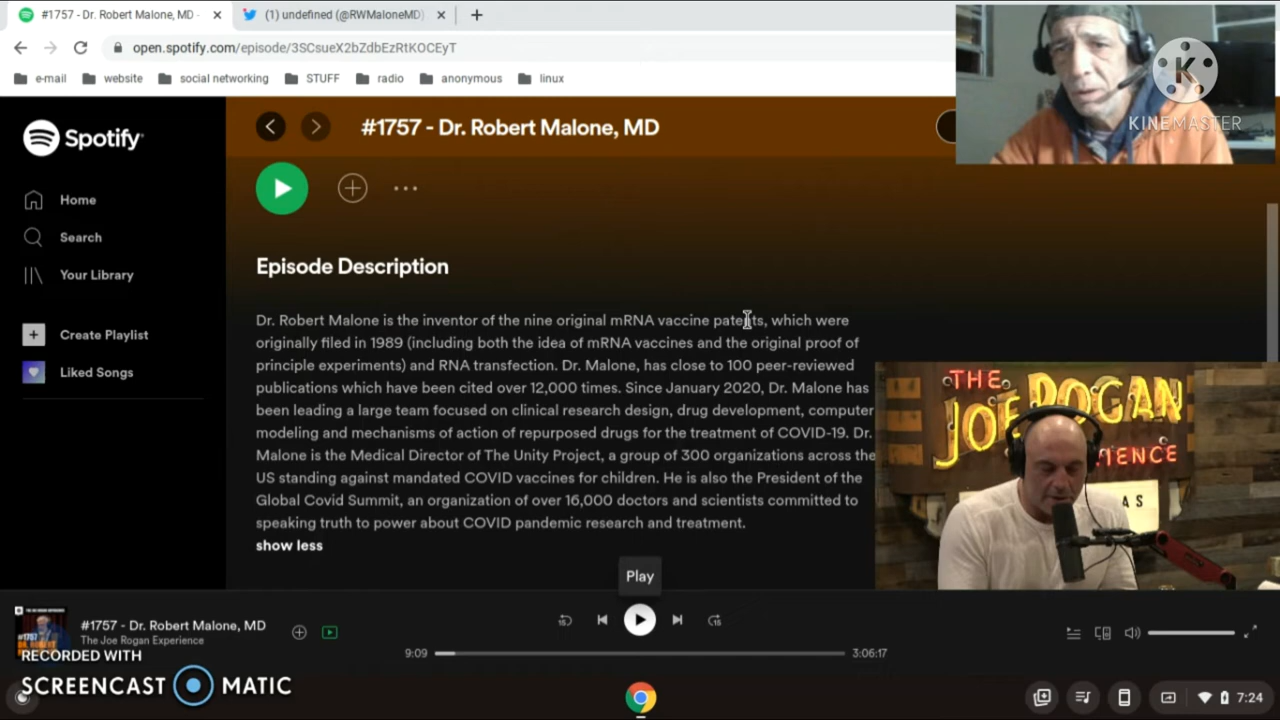 #1757 - Dr. Robert Malone, MD -
(1) undefined (@RWMaloneMD)
open.spotify.com/episode/3SCsueX2bZdbEzRtKOCEyT
e-mail website social networking STUFF radio anonymous linux
K
KINEMASTER
Spotify
#1757 - Dr. Robert Malone, MD
Home
Search
Your Library
Create Playlist
Liked Songs
Episode Description
Dr. Robert Malone is the inventor of the nine original mRNA vaccine patents, which were
originally filed in 1989 (including both the idea of mRNA vaccines and the original proof of
principle experiments) and RNA transfection. Dr. Malone, has close to 100 peer-reviewed
publications which have been cited over 12,000 times. Since January 2020, Dr. Malone has
been leading a large team focused on clinical research design, drug development, computer
modeling and mechanisms of action of repurposed drugs for the treatment of COVID-19. Dr.
Malone is the Medical Director of The Unity Project, a group of 300 organizations across the
US standing against mandated COVID vaccines for children. He is also the President of the
Global Covid Summit, an organization of over 16,000 doctors and scientists committed to
speaking truth to power about COVID pandemic research and treatment.
show less
THE
JOE ROGAN
AS
Play
#1757 - Dr. Robert Malone, MD
The Joe Rogan Experience
15
15
9:09
3:06:17
RECORDED WITH
SCREENCAST MATIC
7:24